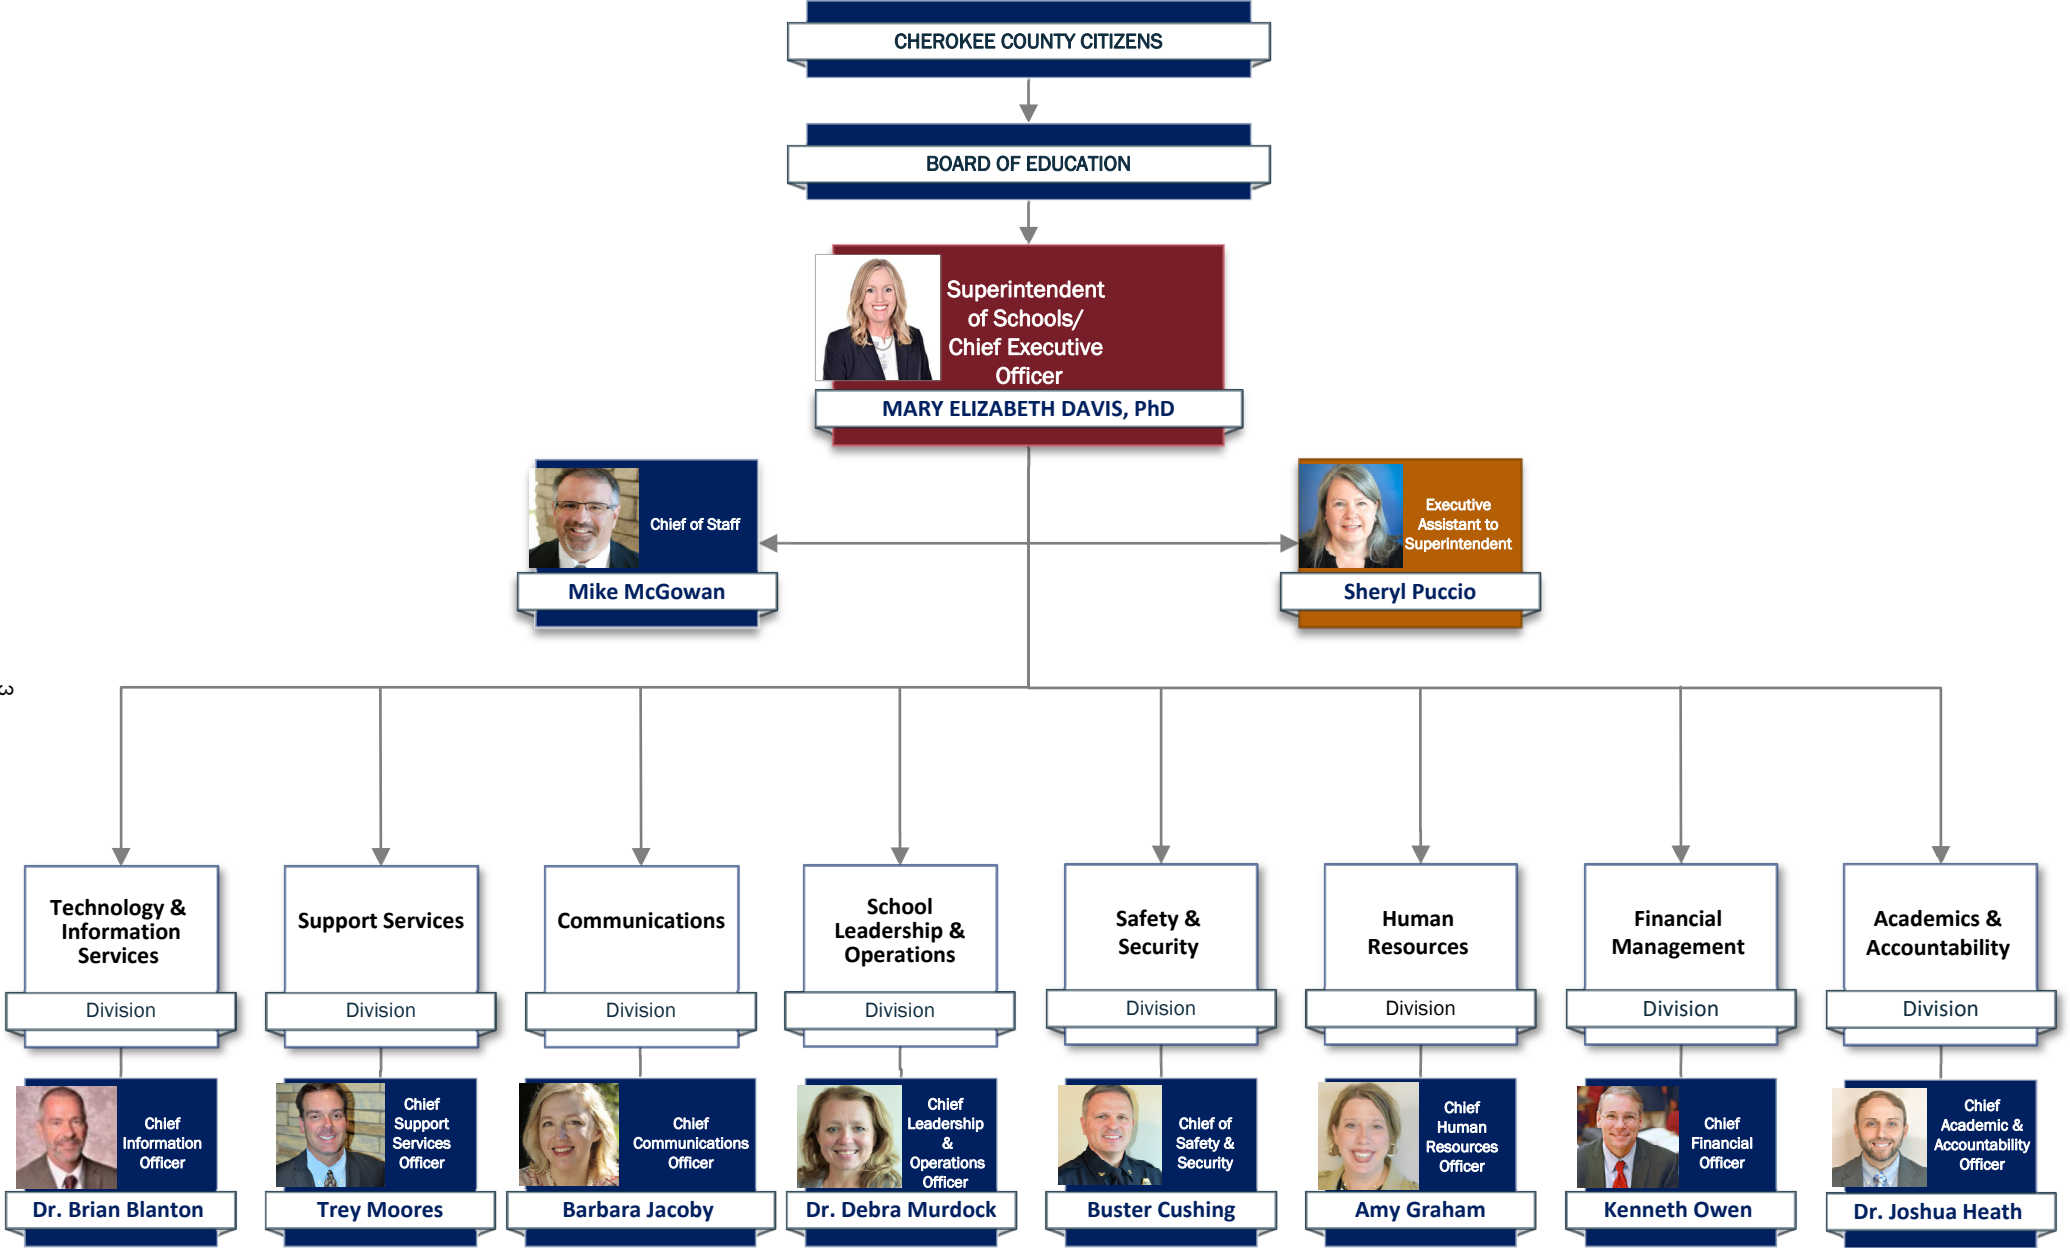 CHEROKEE COUNTY CITIZENS
BOARD OF EDUCATION
Superintendent
of Schools/
Chief Executive
Officer
MARY ELIZABETH DAVIS, PhD
Chief of Staff
Mike McGowan
Executive
Assistant to
Superintendent
Sheryl Puccio
3
Technology &
Information
Services
Division
Support Services
Division
Communications
Division
School
Leadership &
Operations
Division
Safety &
Security
Division
Human
Resources
Division
Financial
Management
Division
Academics &
Accountability
Division
Chief
Information
Officer
Dr. Brian Blanton
Chief
Support
Services
Officer
Trey Moores
Chief
Communications
Officer
Barbara Jacoby
Chief
Leadership
&
Operations
Officer
Dr. Debra Murdock
Chief of
Safety &
Security
Buster Cushing
Chief
Human
Resources
Officer
Amy Graham
Chief
Financial
Officer
Kenneth Owen
Chief
Academic &
Accountability
Officer
Dr. Joshua Heath